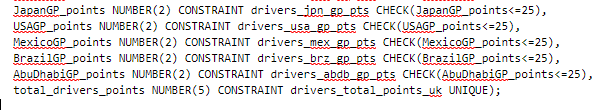 JapanGP_points NUMBER(2) CONSTRAINT drivers_jpn_gp_pts CHECK(JapanGP_points<=25),
USAGP_points NUMBER(2) CONSTRAINT drivers_usa_gp_pts CHECK(USAGP_points<=25),
MexicoGP_points NUMBER(2) CONSTRAINT drivers_mex_gp_pts CHECK(MexicoGP_points<=25),
BrazilGP_points NUMBER(2) CONSTRAINT drivers_brz_gp_pts CHECK(BrazilGP_points<=25),
AbuDhabiGP_points NUMBER(2) CONSTRAINT drivers_abdb_gp_pts CHECK(AbuDhabiGP_points<=25),
total_drivers_points NUMBER(5) CONSTRAINT drivers_total_points_uk UNIQUE);